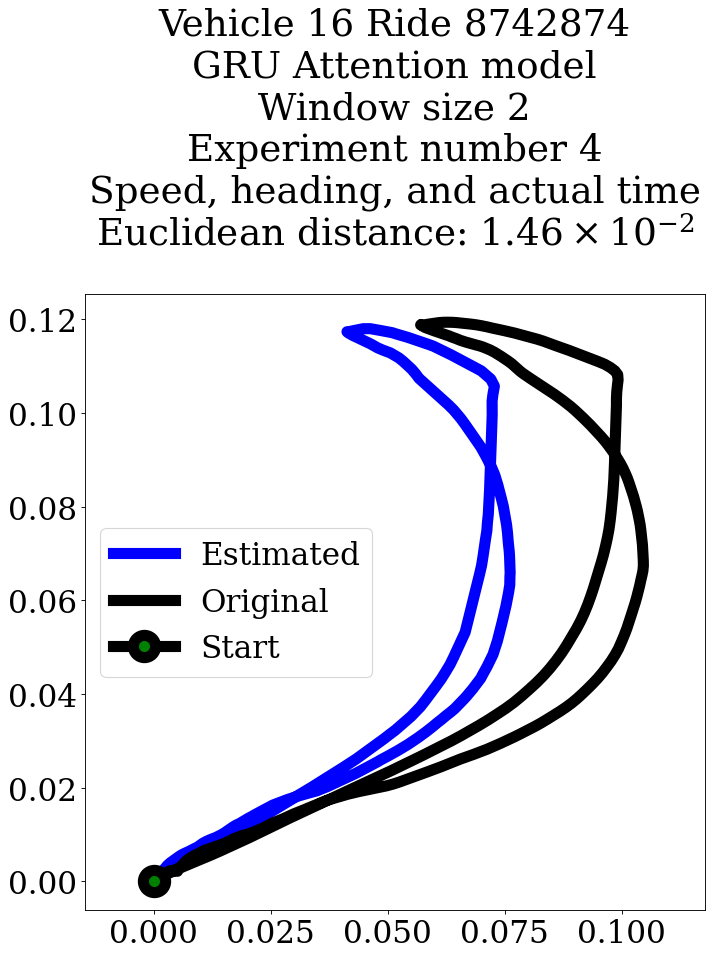 Vehicle 16 Ride 8742874
GRU Attention model
Window size 2
Experiment number 4
Speed, heading, and actual time
Euclidean distance: 1.46 × 10⁻²
0.12
0.10
0.08
0.06
0.04
0.02
0.00
Estimated
Original
Start
0.000 0.025 0.050 0.075 0.100